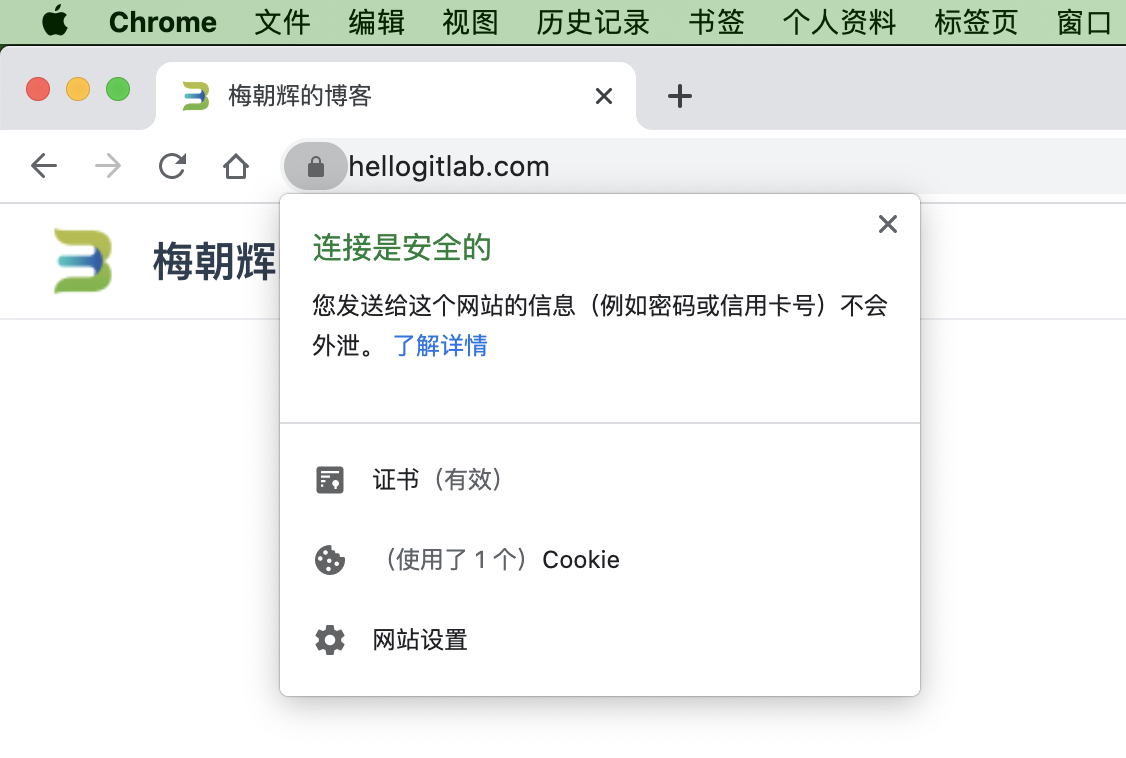 Chrome 文件 编辑 视图 历史记录 书签 个人资料 标签页 窗口
梅朝辉的博客
hellogitlab.com
梅朝辉
连接是安全的
您发送给这个网站的信息（例如密码或信用卡号）不会
外泄。 了解详情
证书（有效）
（使用了 1 个）Cookie
网站设置